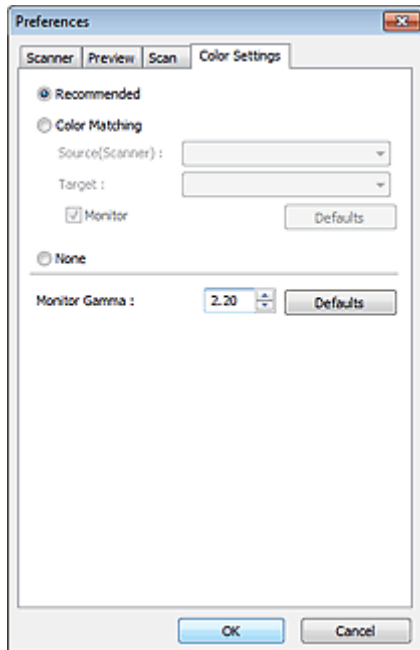 Preferences
Scanner Preview Scan Color Settings
Recommended
Color Matching
Source(Scanner) :
Target :
Monitor Defaults
None
Monitor Gamma : 2.20 Defaults
OK Cancel